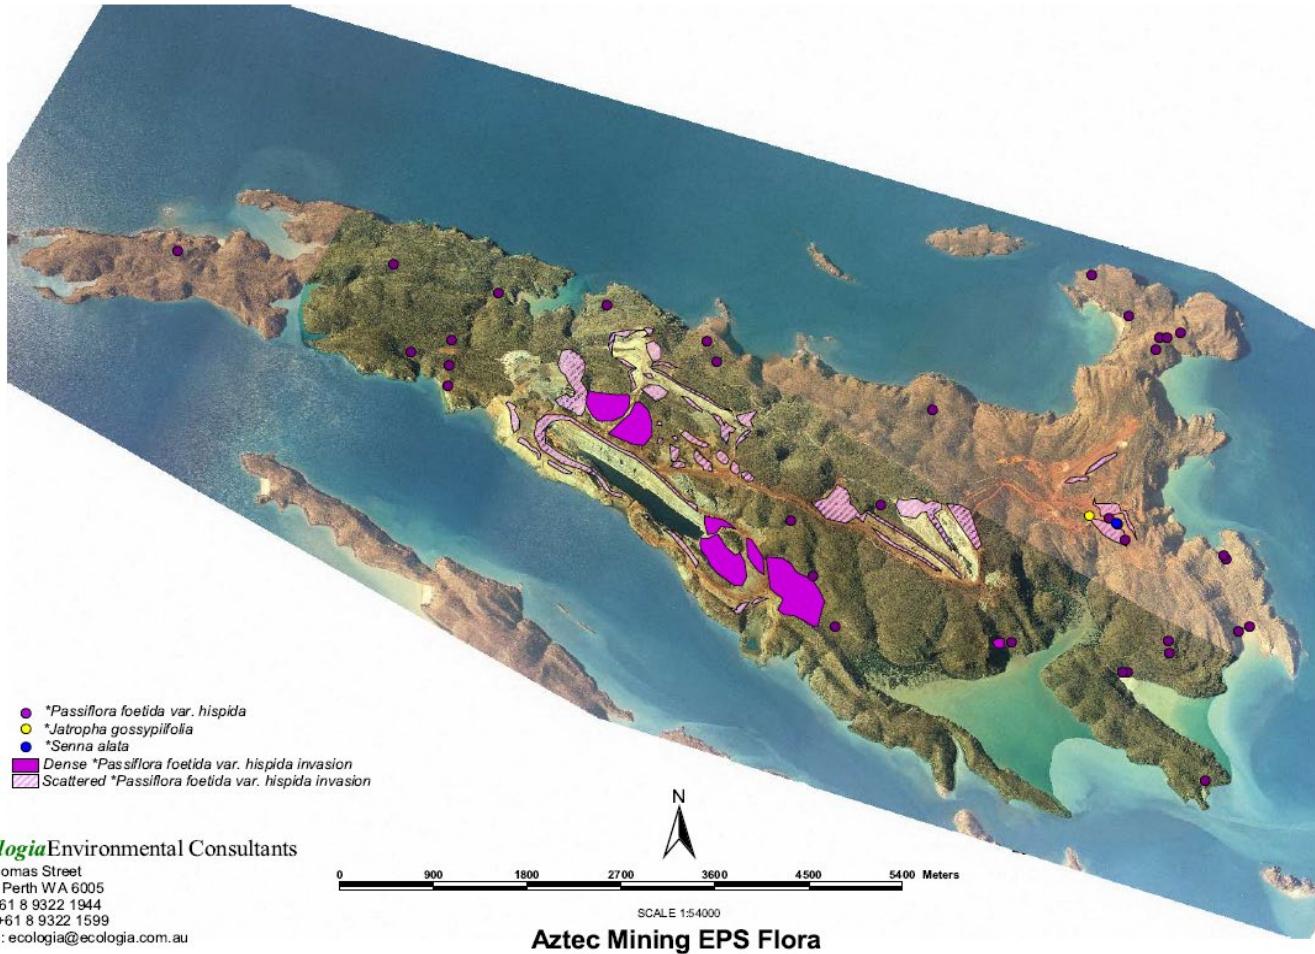 *Passiflora foetida var. hispida
*Jatropha gossypiifolia
*Senna alata
Dense *Passiflora foetida var. hispida invasion
Scattered *Passiflora foetida var. hispida invasion
N
logia Environmental Consultants
omas Street
Perth WA 6005
61 8 9322 1944
+61 8 9322 1599
: ecologia@ecologia.com.au
0 900 1800 2700 3600 4500 5400 Meters
SCALE 1:54000
Aztec Mining EPS Flora